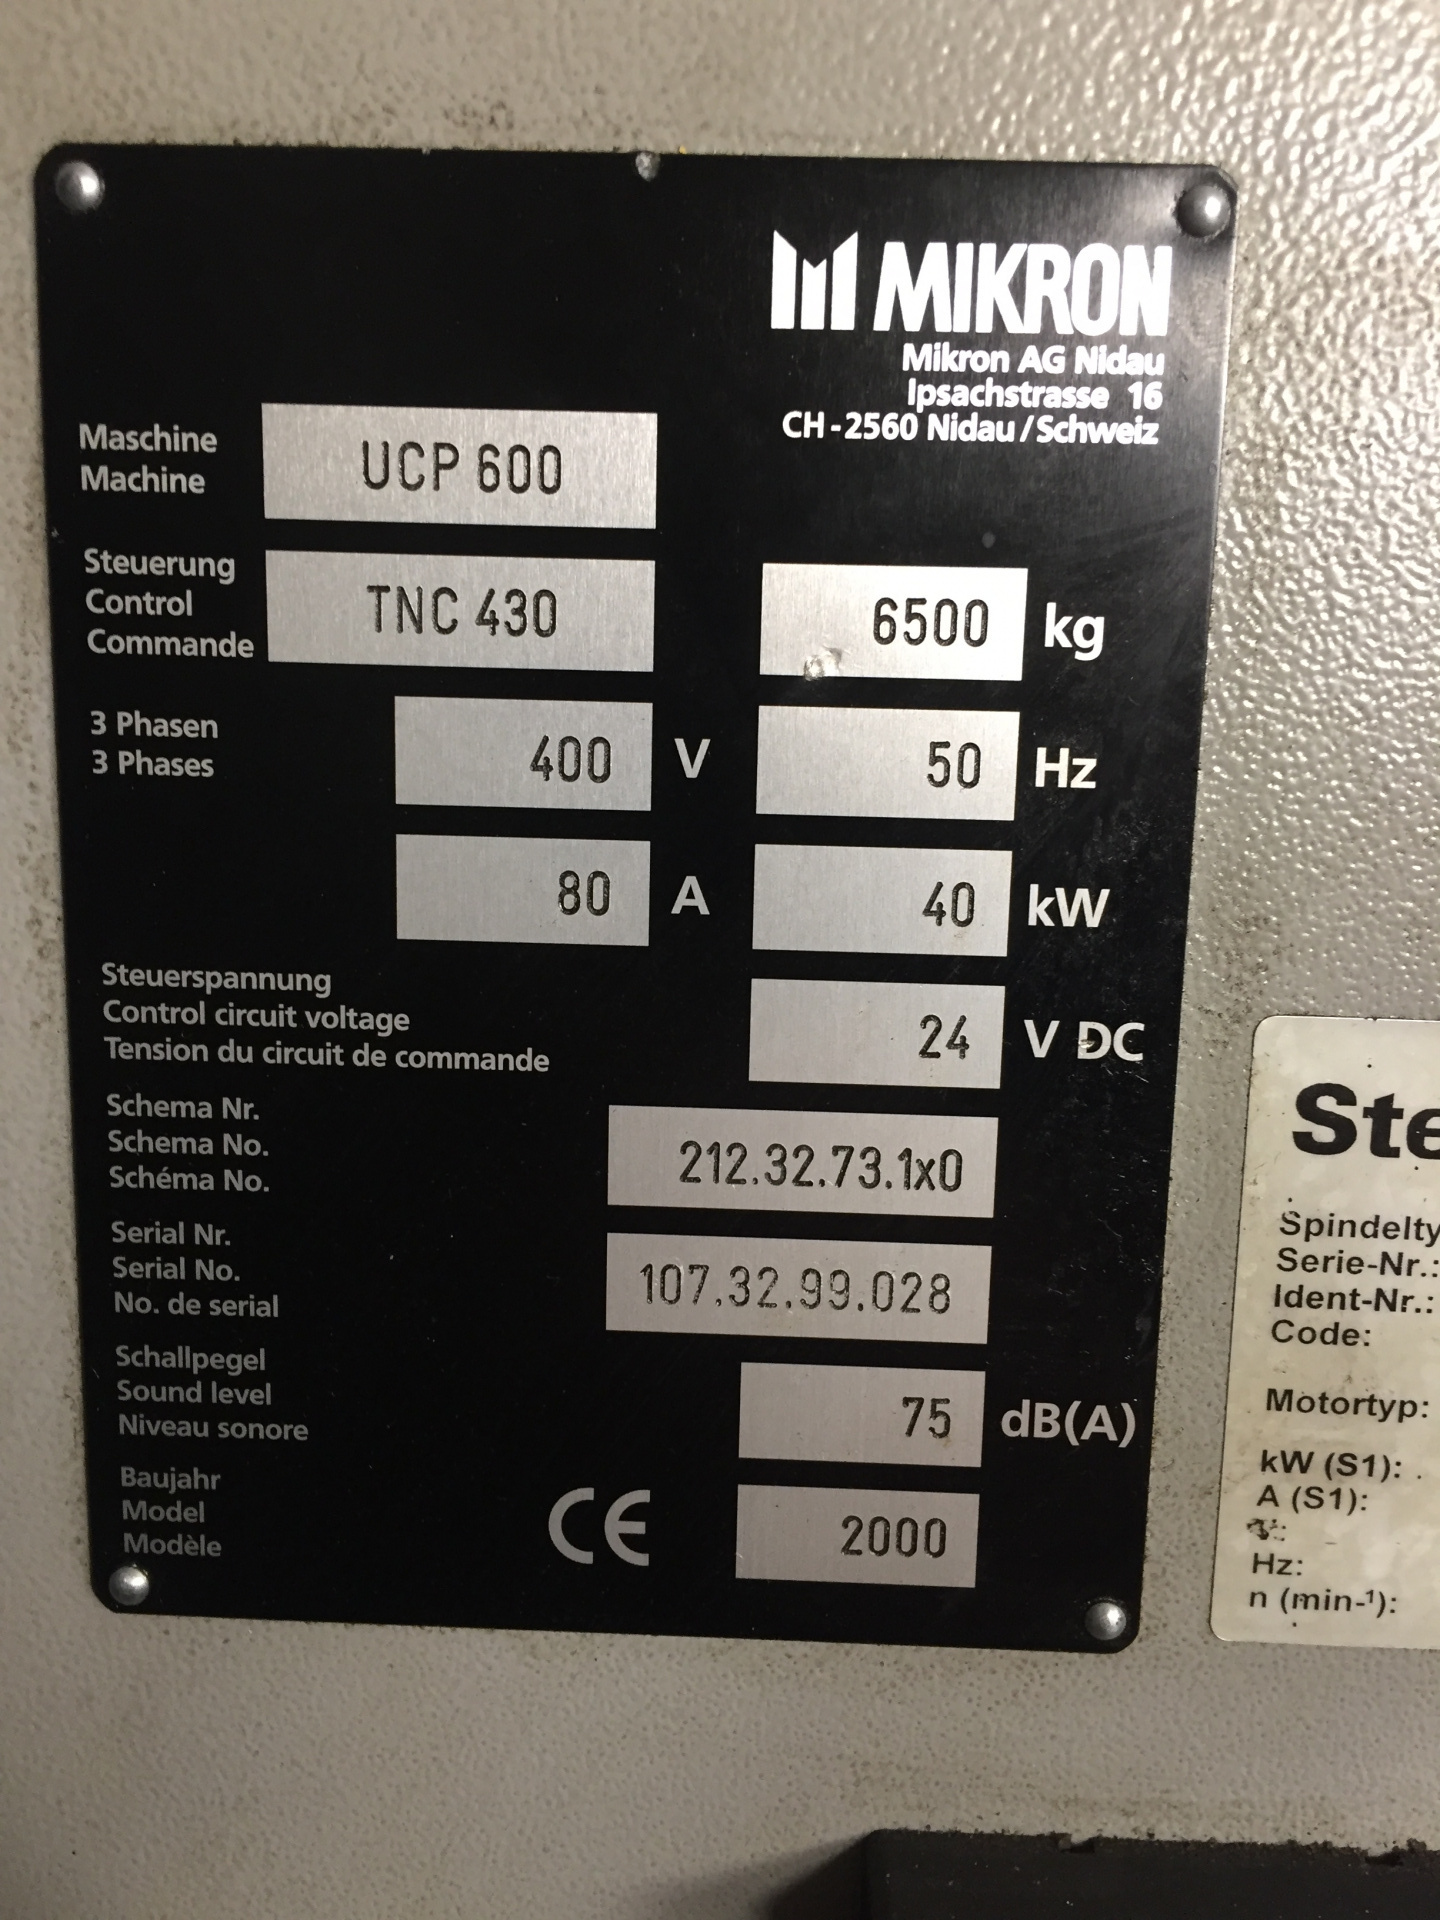 MIKRON
Mikron AG Nidau
Ipsachstrasse 16
CH-2560 Nidau/Schweiz
Maschine
Machine
UCP 600
Steuerung
Control
Commande
TNC 430
6500 kg
3 Phasen
3 Phases
400 V
50 Hz
80 A
40 kW
Steuerspannung
Control circuit voltage
Tension du circuit de commande
24 V DC
Schema Nr.
Schema No.
Schéma No.
212.32.73.1x0
Serial Nr.
Serial No.
No. de serial
107.32.99.028
Schallpegel
Sound level
Niveau sonore
75 dB(A)
Baujahr
Model
Modèle
CE
2000
Ste
Spindelty
Serie-Nr.:
Ident-Nr.:
Code:
Motortyp:
kW (S1):
A (S1):
Hz:
n (min-¹):